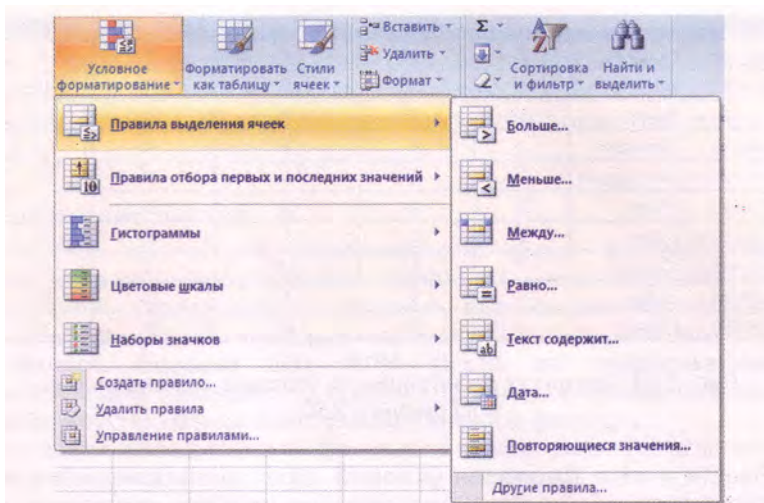 Условное форматирование
Форматировать как таблицу
Стили ячеек
Вставить
Удалить
Формат
Σ
Сортировка и фильтр
Найти и выделить
Правила выделения ячеек
Правила отбора первых и последних значений
Гистограммы
Цветовые шкалы
Наборы значков
Создать правило...
Удалить правила
Управление правилами...
Больше...
Меньше...
Между...
Равно...
Текст содержит...
Дата...
Повторяющиеся значения...
Другие правила...